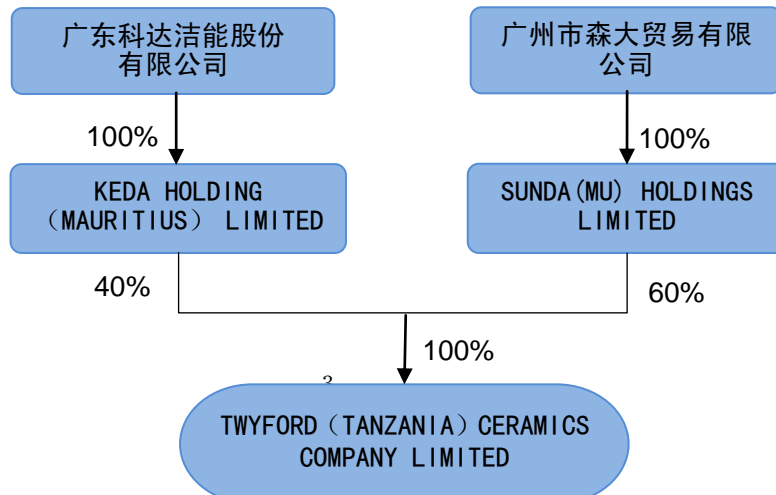 广东科达洁能股份
有限公司
广州市森大贸易有限
公司
100%
100%
KEDA HOLDING
（MAURITIUS） LIMITED
SUNDA(MU) HOLDINGS
LIMITED
40%
60%
100%
TWYFORD（TANZANIA）CERAMICS
COMPANY LIMITED